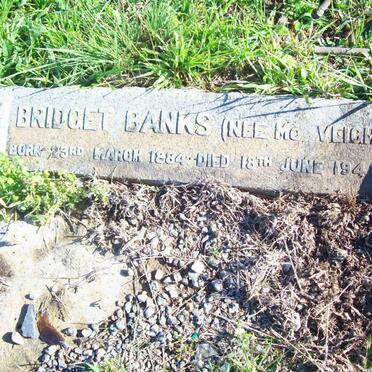 BRIDGET BANKS (NEE MC VEIGH
BORN 23RD MARCH 1884 - DIED 18TH JUNE 194